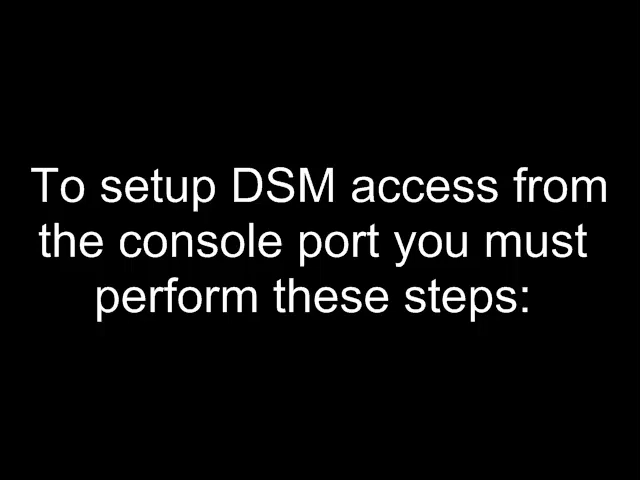 To setup DSM access from
the console port you must
perform these steps: